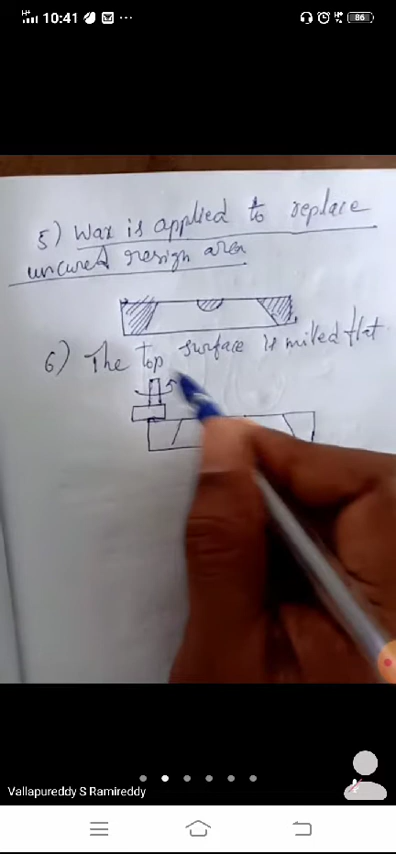 H+
10:41
86
5) Wax is applied to replace
uncured resign area
6) The top surface is milled flat
Vallapureddy S Ramireddy